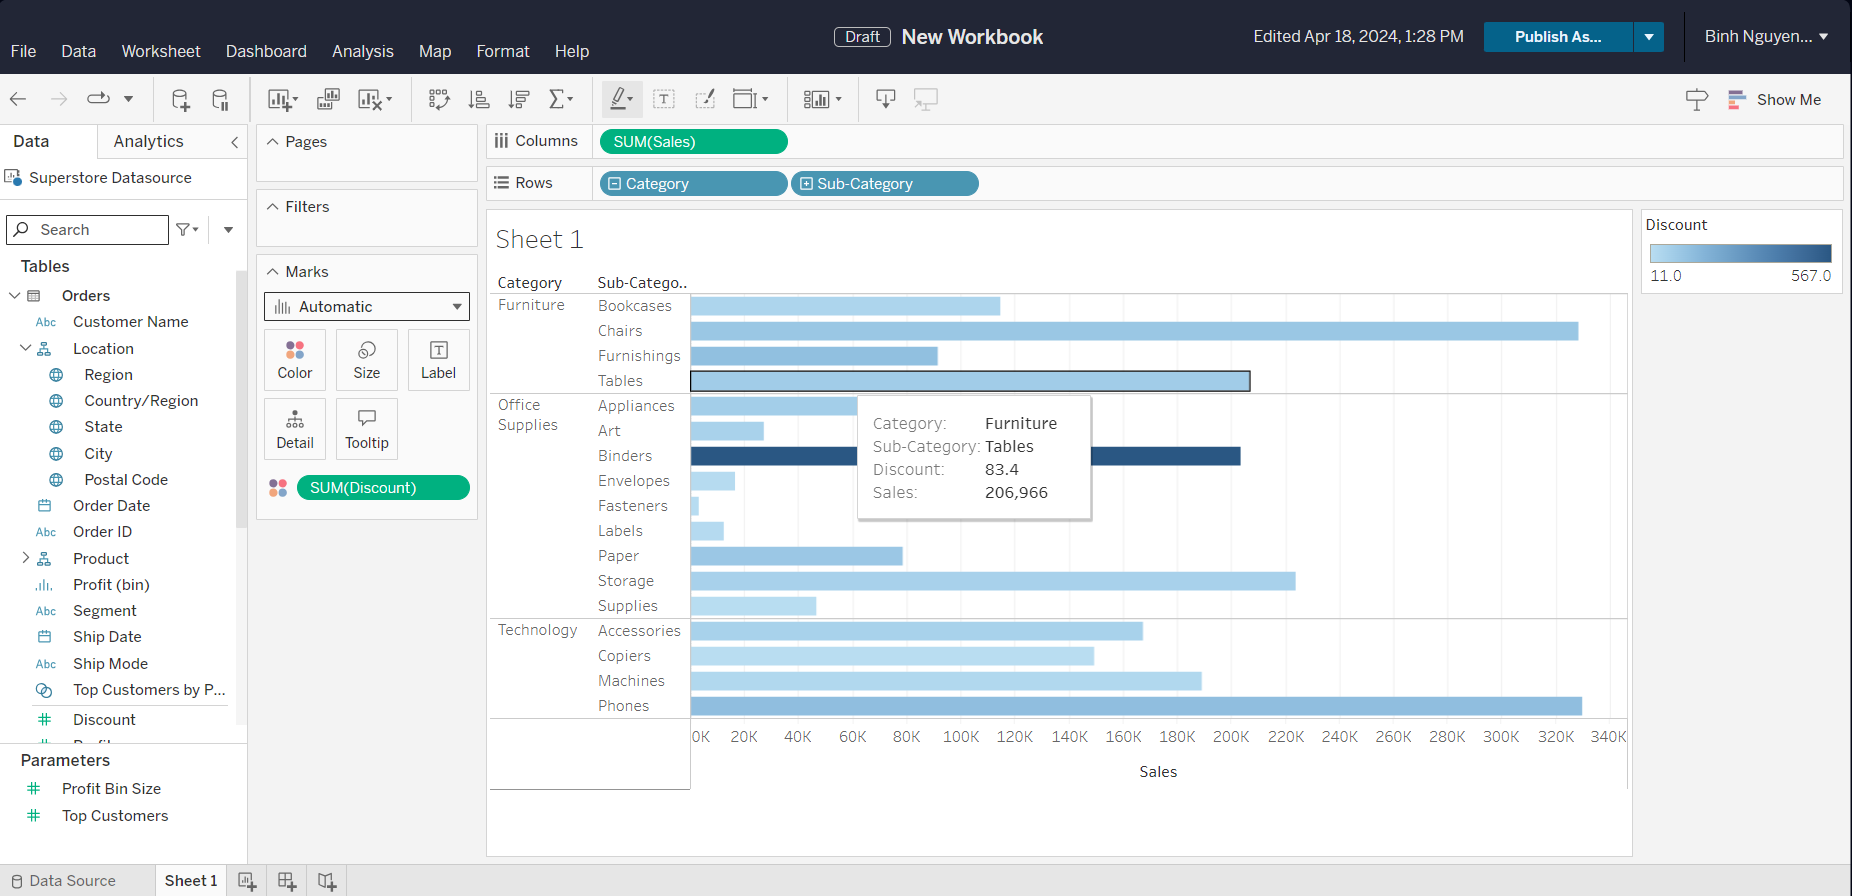 Draft New Workbook
Edited Apr 18, 2024, 1:28 PM
Publish As...
Binh Nguyen...
File Data Worksheet Dashboard Analysis Map Format Help
Show Me
Data Analytics
Superstore Datasource
Search
Tables
Orders
Abc Customer Name
Location
Region
Country/Region
State
City
Postal Code
Order Date
Abc Order ID
Product
Profit (bin)
Abc Segment
Ship Date
Abc Ship Mode
Top Customers by P...
Discount
Parameters
Profit Bin Size
Top Customers
Pages
Filters
Marks
Automatic
Color Size Label
Detail Tooltip
SUM(Discount)
Columns SUM(Sales)
Rows Category Sub-Category
Sheet 1
Category Sub-Catego..
Furniture Bookcases
Chairs
Furnishings
Tables
Office Supplies Appliances
Art
Binders
Envelopes
Fasteners
Labels
Paper
Storage
Supplies
Technology Accessories
Copiers
Machines
Phones
Category: Furniture
Sub-Category: Tables
Discount: 83.4
Sales: 206,966
0K 20K 40K 60K 80K 100K 120K 140K 160K 180K 200K 220K 240K 260K 280K 300K 320K 340K
Sales
Discount
11.0 567.0
Data Source Sheet 1